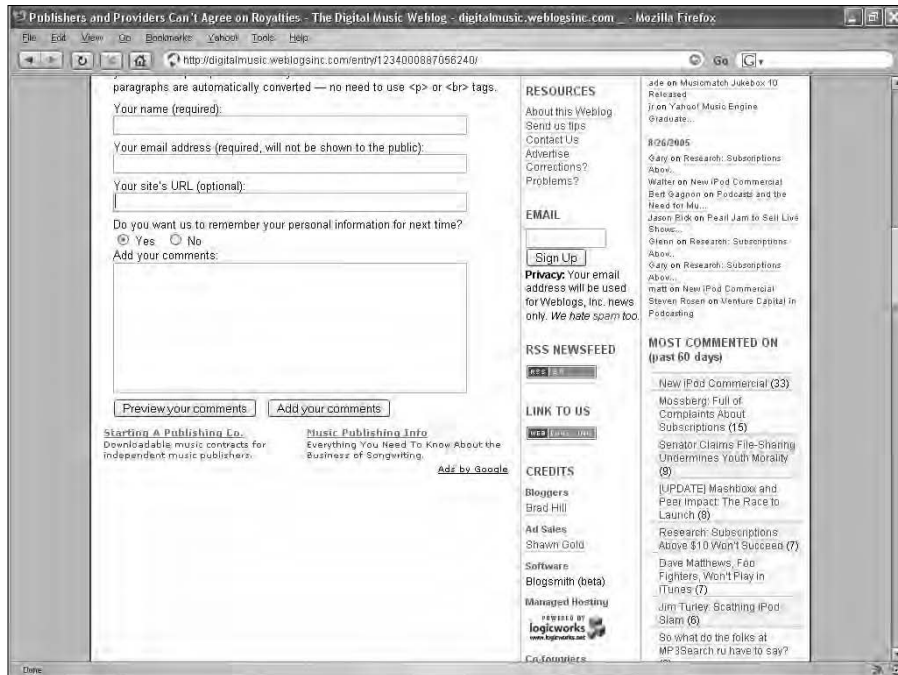 Publishers and Providers Can't Agree on Royalties - The Digital Music Weblog - digitalmusic.weblogsinc.com _ - Mozilla Firefox
File Edit View Go Bookmarks Yahoo! Tools Help
http://digitalmusic.weblogsinc.com/entry/1234000887056240/
Go
paragraphs are automatically converted — no need to use <p> or <br> tags.
Your name (required):
Your email address (required, will not be shown to the public):
Your site's URL (optional):
Do you want us to remember your personal information for next time?
Yes No
Add your comments:
Preview your comments Add your comments
Starting A Publishing Co.
Downloadable music contracts for
independent music publishers.
Music Publishing Info
Everything You Need To Know About the
Business of Songwriting.
Ads by Google
RESOURCES
About this Weblog
Send us tips
Contact Us
Advertise
Corrections?
Problems?
EMAIL
Sign Up
Privacy: Your email
address will be used
for Weblogs, Inc. news
only. We hate spam too.
RSS NEWSFEED
RSS
LINK TO US
WEB
CREDITS
Bloggers
Brad Hill
Ad Sales
Shawn Gold
Software
Blogsmith (beta)
Managed Hosting
POWERED BY
logicworks
www.logicworks.net
Co-founders
ade on Musicmatch Jukebox 10
Released
jr on Yahoo! Music Engine
Graduate...
8/26/2005
Gary on Research: Subscriptions
Abov...
Walter on New iPod Commercial
Bert Gagnon on Podcasts and the
Need for Mu...
Jason Rick on Pearl Jam to Sell Live
Shows...
Glenn on Research: Subscriptions
Abov...
Gary on Research: Subscriptions
Abov...
matt on New iPod Commercial
Steven Rosen on Venture Capital in
Podcasting
MOST COMMENTED ON
(past 60 days)
New iPod Commercial (33)
Mossberg: Full of
Complaints About
Subscriptions (15)
Senator Claims File-Sharing
Undermines Youth Morality
(9)
[UPDATE] Mashboxx and
Peer Impact: The Race to
Launch (8)
Research: Subscriptions
Above $10 Won't Succeed (7)
Dave Matthews, Foo
Fighters, Won't Play in
iTunes (7)
Jim Turley: Scathing iPod
Slam (6)
So what do the folks at
MP3Search.ru have to say?
Done